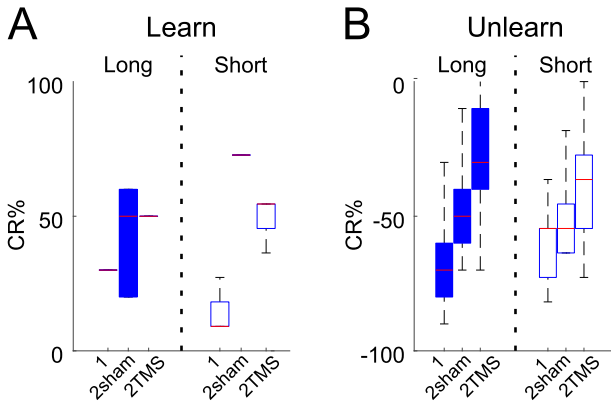 A
Learn
Long
Short
100
50
0
CR%
1
2sham
2TMS
1
2sham
2TMS
B
Unlearn
Long
Short
0
-50
-100
CR%
1
2sham
2TMS
1
2sham
2TMS